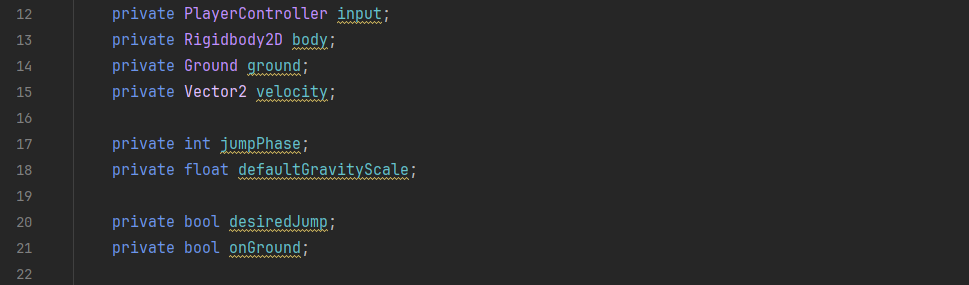 12 private PlayerController input;
13 private Rigidbody2D body;
14 private Ground ground;
15 private Vector2 velocity;
16
17 private int jumpPhase;
18 private float defaultGravityScale;
19
20 private bool desiredJump;
21 private bool onGround;
22